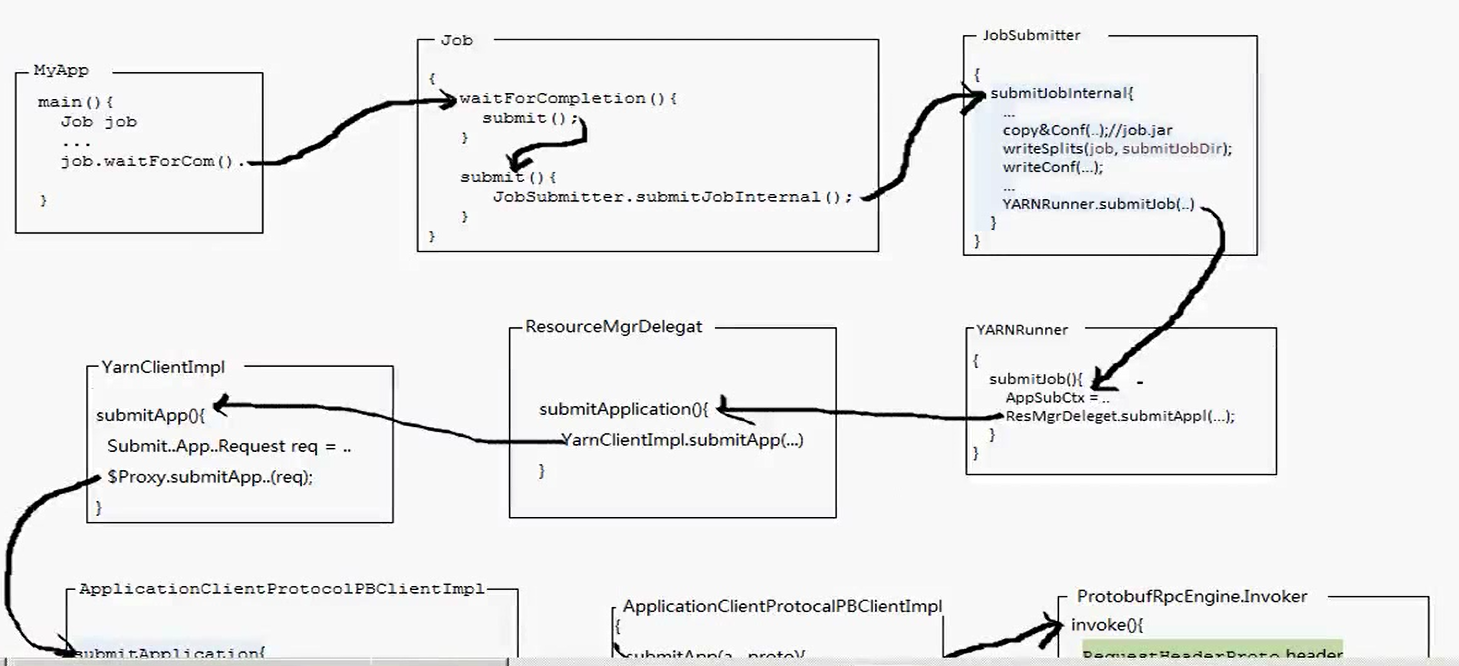 MyApp
main(){
Job job
...
job.waitForCom().
}
Job
{
waitForCompletion(){
submit();
}
submit(){
JobSubmitter.submitJobInternal();
}
}
JobSubmitter
{
submitJobInternal{
...
copy&Conf(..);//job.jar
writeSplits(job, submitJobDir);
writeConf(...);
...
YARNRunner.submitJob(..)
}
}
YARNRunner
{
submitJob(){
AppSubCtx = ..
ResMgrDeleget.submitAppl(...);
}
}
ResourceMgrDelegat
submitApplication(){
YarnClientImpl.submitApp(...)
}
YarnClientImpl
submitApp(){
Submit..App..Request req = ..
$Proxy.submitApp..(req);
}
ApplicationClientProtocolPBClientImpl
submitApplication{
ApplicationClientProtocalPBClientImpl
{
submitApp(a...proto){
ProtobufRpcEngine.Invoker
invoke(){
RequestHeaderProto header